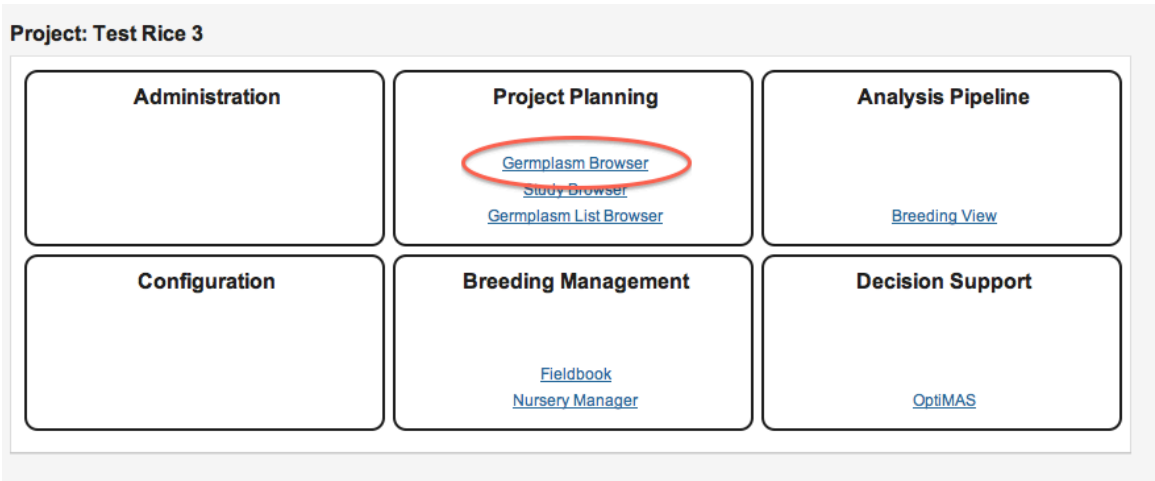 Project: Test Rice 3
Administration
Project Planning
Germplasm Browser
Study Browser
Germplasm List Browser
Analysis Pipeline
Breeding View
Configuration
Breeding Management
Fieldbook
Nursery Manager
Decision Support
OptiMAS